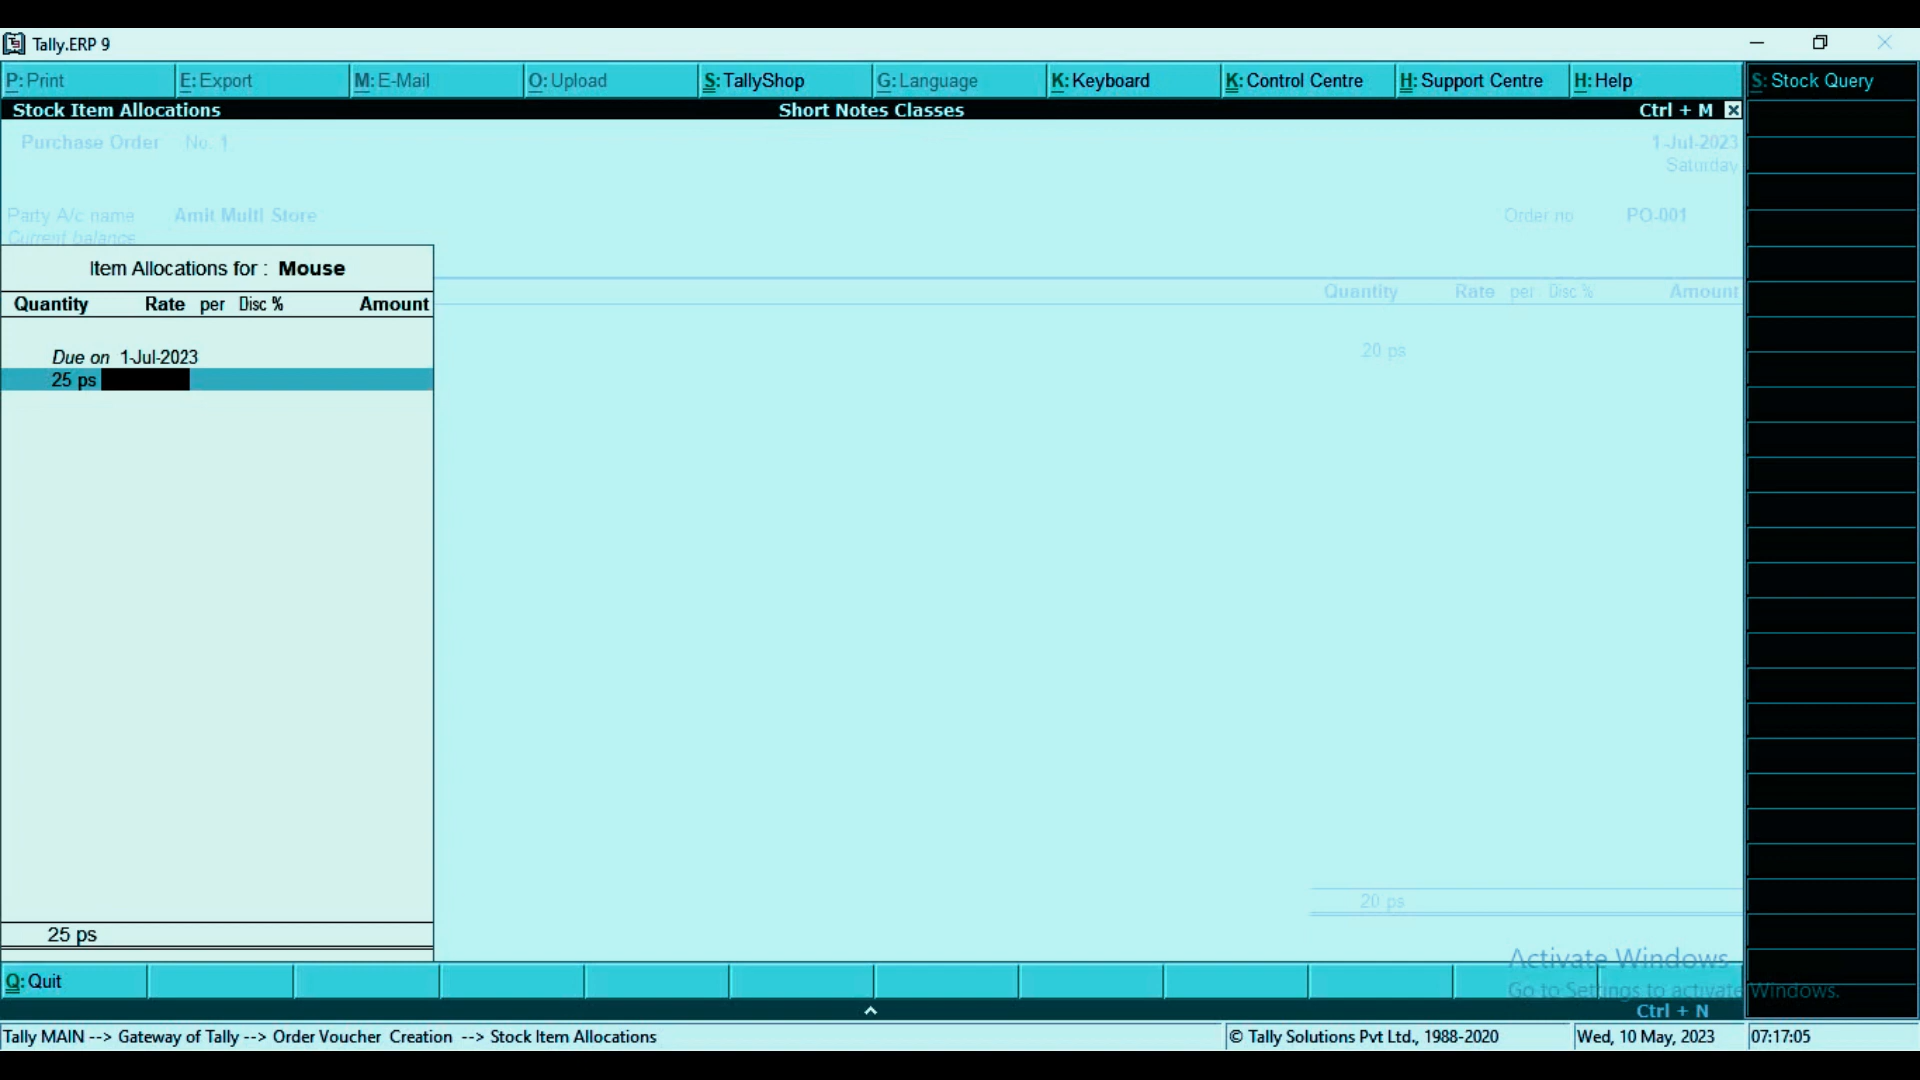 Tally.ERP 9
P: Print E: Export M: E-Mail O: Upload S: TallyShop G: Language K: Keyboard K: Control Centre H: Support Centre H: Help S: Stock Query
Stock Item Allocations Short Notes Classes Ctrl + M
Purchase Order No. 1 1-Jul-2023
Saturday
Party A/c name Amit Multi Store Order no PO-001
Current balance
Item Allocations for : Mouse
Quantity Rate per Disc % Amount
Quantity Rate per Disc % Amount
20 ps
Due on 1-Jul-2023
25 ps
20 ps
25 ps
Activate Windows
Go to Settings to activate Windows.
Q: Quit
Ctrl + N
Tally MAIN --> Gateway of Tally --> Order Voucher Creation --> Stock Item Allocations © Tally Solutions Pvt Ltd., 1988-2020 Wed, 10 May, 2023 07:17:05